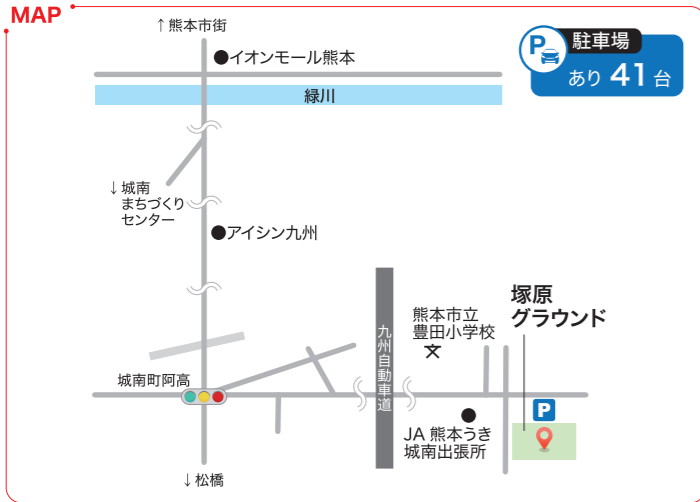 MAP
↑熊本市街
●イオンモール熊本
P
駐車場
あり 41 台
緑川
↓城南
まちづくり
センター
●アイシン九州
塚原
グラウンド
熊本市立
豊田小学校
文
九州自動車道
城南町阿高
P
JA 熊本うき
城南出張所
↓松橋